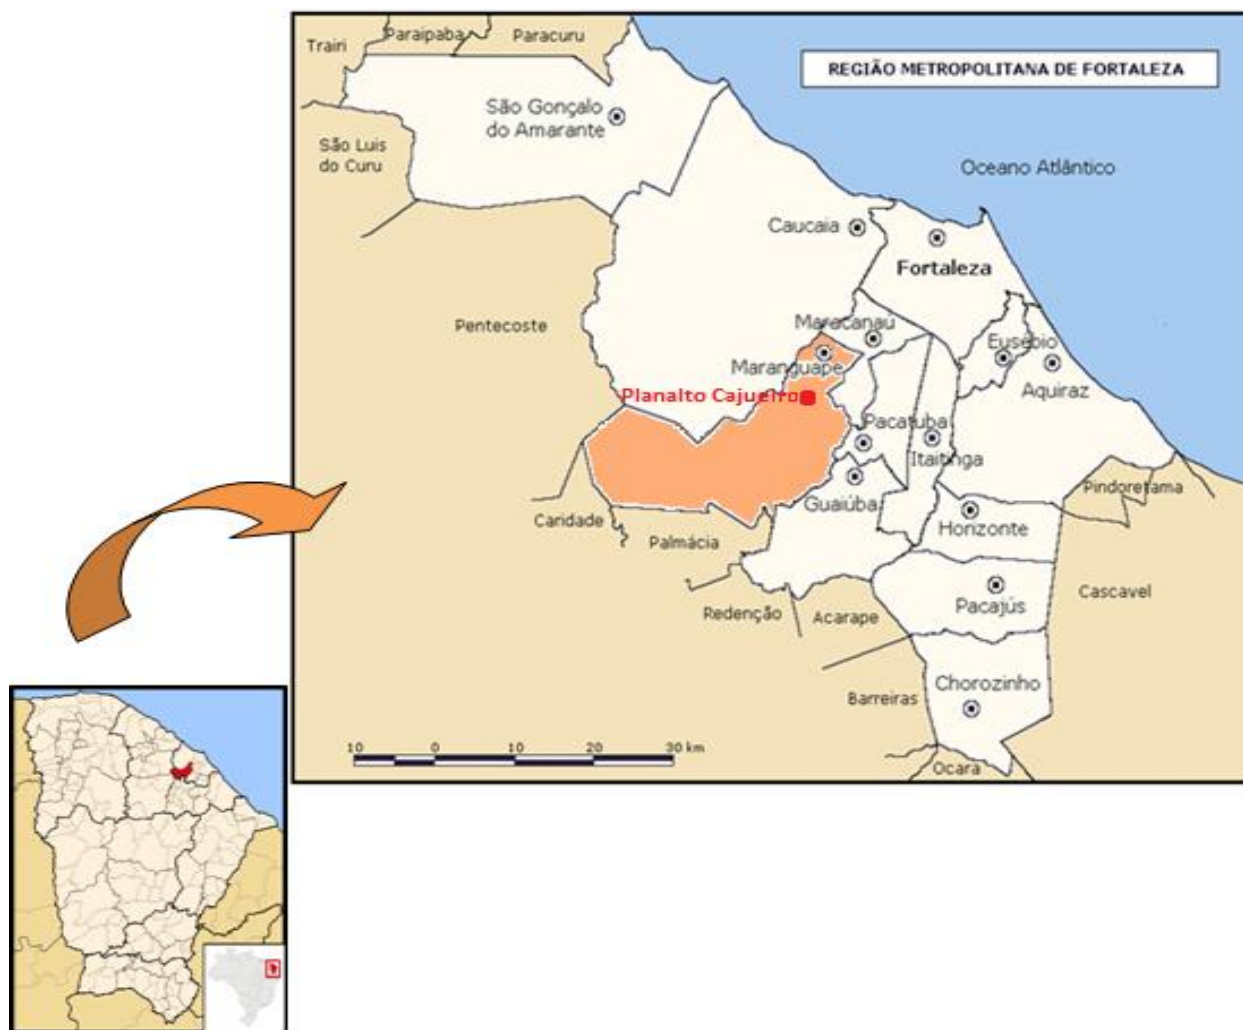 REGIÃO METROPOLITANA DE FORTALEZA
Trairi
Paraipaba
Paracuru
São Gonçalo
do Amarante
São Luis
do Curu
Oceano Atlântico
Caucaia
Fortaleza
Pentecoste
Maracanaú
Eusébio
Maranguape
Aquiraz
Planalto Cajueiro
Pacatuba
Itaitinga
Pindoretama
Guaiúba
Caridade
Horizonte
Palmácia
Cascavel
Pacajús
Redenção
Acarape
Chorozinho
Barreiras
10 0 10 20 30 km
Ocara